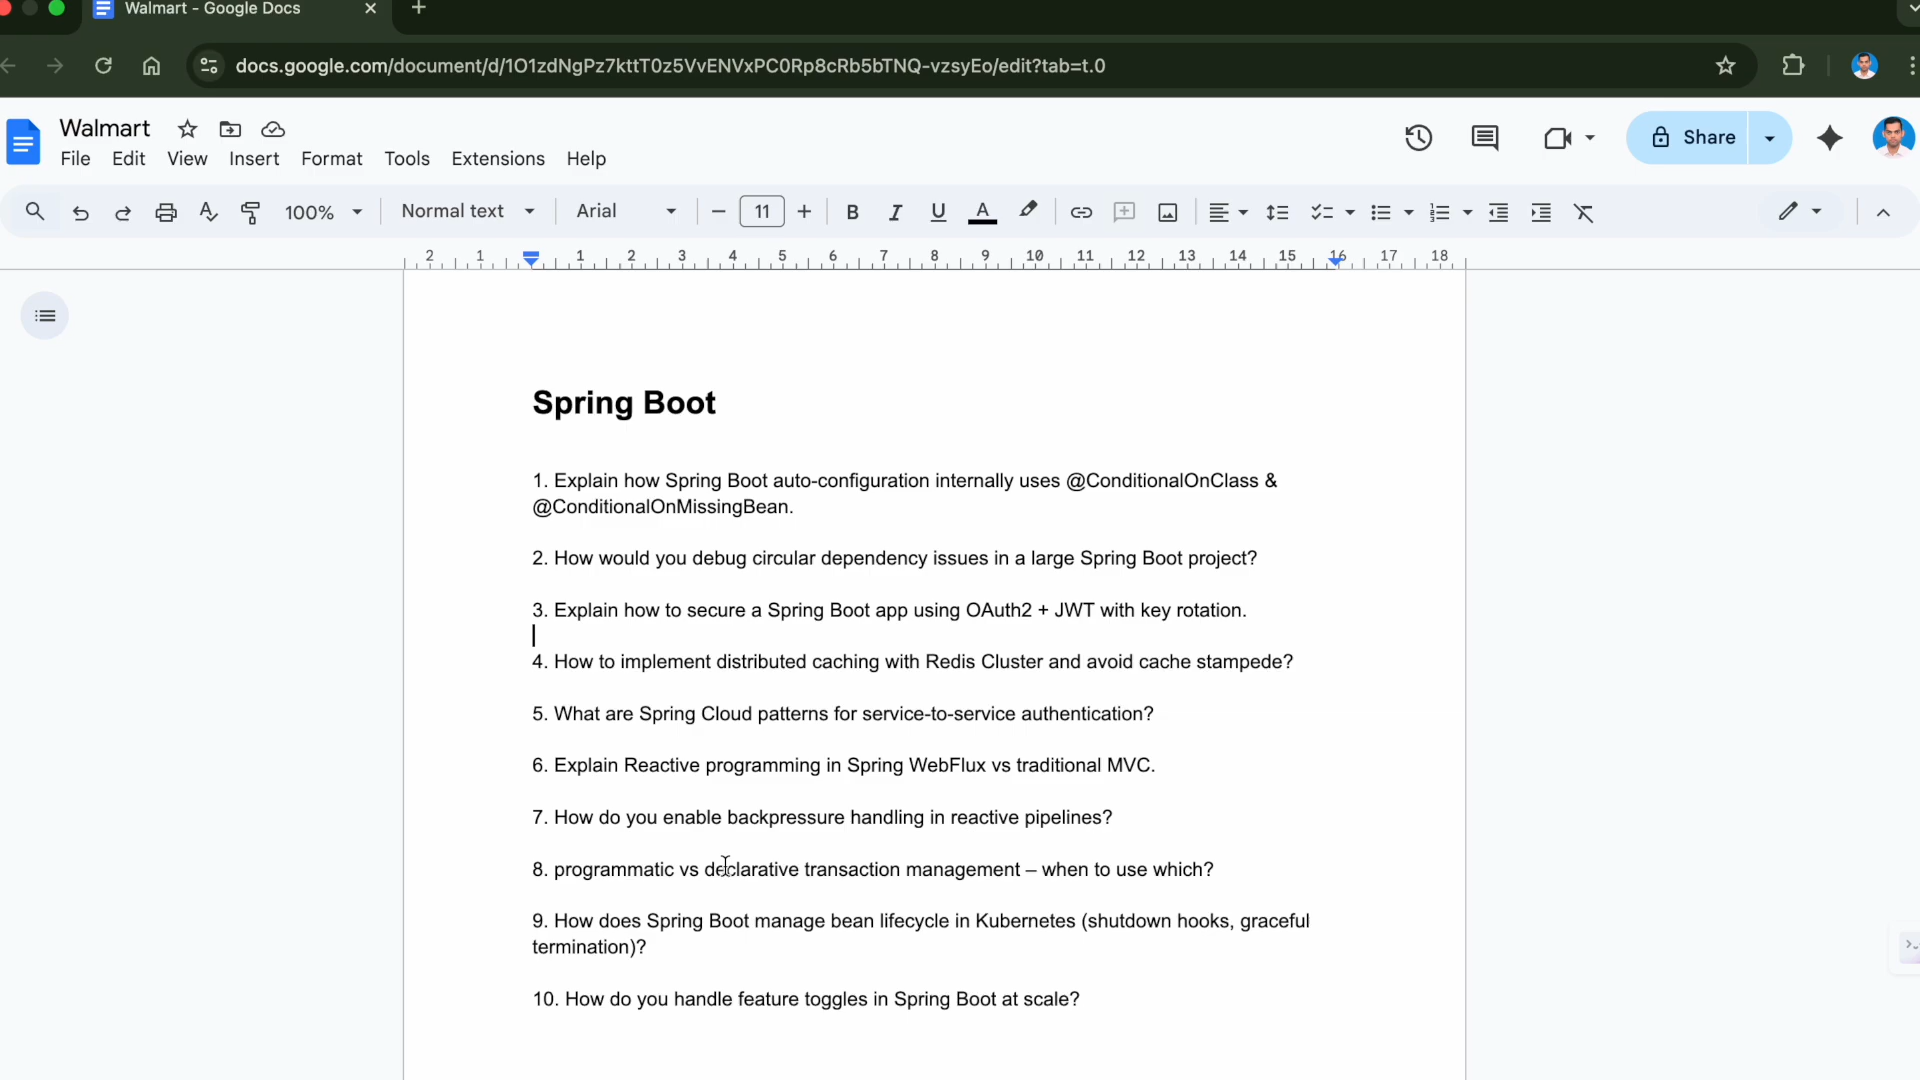 Walmart - Google Docs
docs.google.com/document/d/1O1zdNgPz7kttT0z5VvENVxPC0Rp8cRb5bTNQ-vzsyEo/edit?tab=t.0
Walmart
File Edit View Insert Format Tools Extensions Help
Share
100% Normal text Arial 11 B I U A
2 1 1 2 3 4 5 6 7 8 9 10 11 12 13 14 15 16 17 18
Spring Boot
1. Explain how Spring Boot auto-configuration internally uses @ConditionalOnClass &
@ConditionalOnMissingBean.
2. How would you debug circular dependency issues in a large Spring Boot project?
3. Explain how to secure a Spring Boot app using OAuth2 + JWT with key rotation.
4. How to implement distributed caching with Redis Cluster and avoid cache stampede?
5. What are Spring Cloud patterns for service-to-service authentication?
6. Explain Reactive programming in Spring WebFlux vs traditional MVC.
7. How do you enable backpressure handling in reactive pipelines?
8. programmatic vs declarative transaction management – when to use which?
9. How does Spring Boot manage bean lifecycle in Kubernetes (shutdown hooks, graceful
termination)?
10. How do you handle feature toggles in Spring Boot at scale?